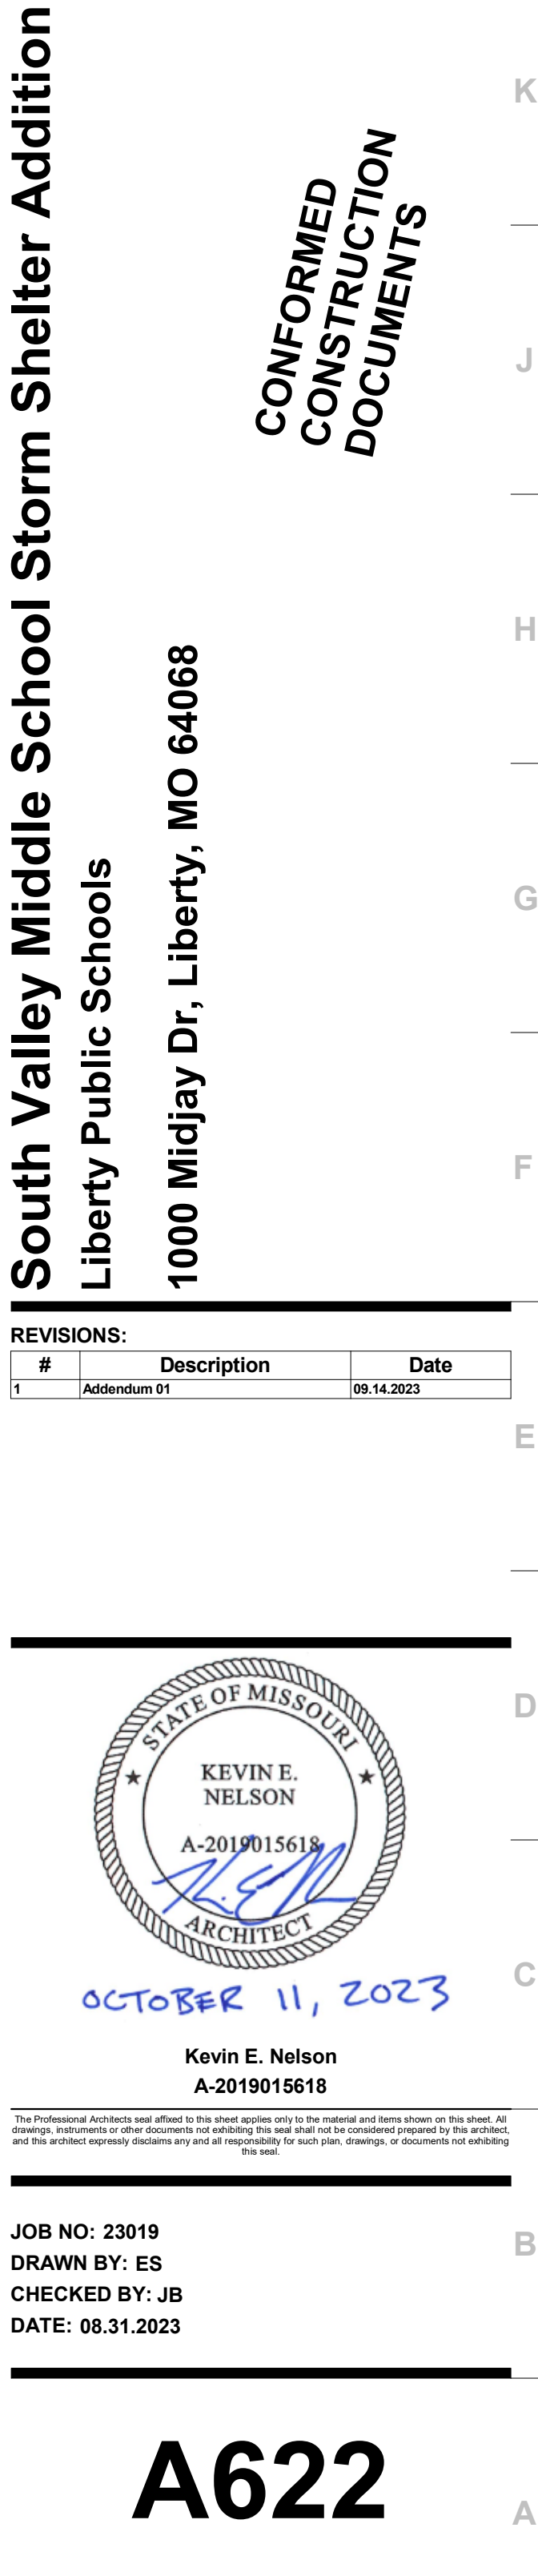 South Valley Middle School Storm Shelter Addition
Liberty Public Schools
1000 Midjay Dr, Liberty, MO 64068
CONFORMED
CONSTRUCTION
DOCUMENTS
K
J
H
G
F
E
D
C
B
A
REVISIONS:
# Description Date
1 Addendum 01 09.14.2023
STATE OF MISSOURI
KEVIN E.
NELSON
A-2019015618
ARCHITECT
OCTOBER 11, 2023
Kevin E. Nelson
A-2019015618
The Professional Architects seal affixed to this sheet applies only to the material and items shown on this sheet. All
drawings, instruments or other documents not exhibiting this seal shall not be considered prepared by this architect,
and this architect expressly disclaims any and all responsibility for such plan, drawings, or documents not exhibiting
this seal.
JOB NO: 23019
DRAWN BY: ES
CHECKED BY: JB
DATE: 08.31.2023
A622